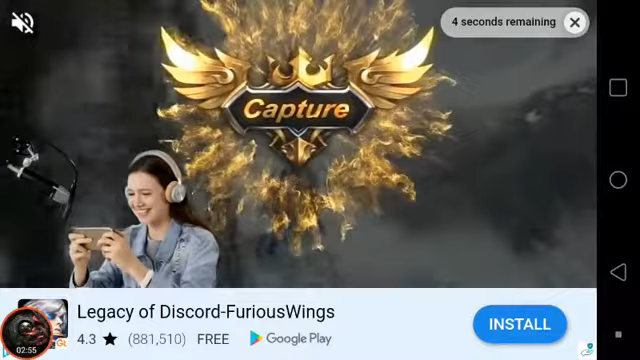 4 seconds remaining
Capture
Legacy of Discord-FuriousWings
4.3 ★ (881,510) FREE Google Play
INSTALL
02:55